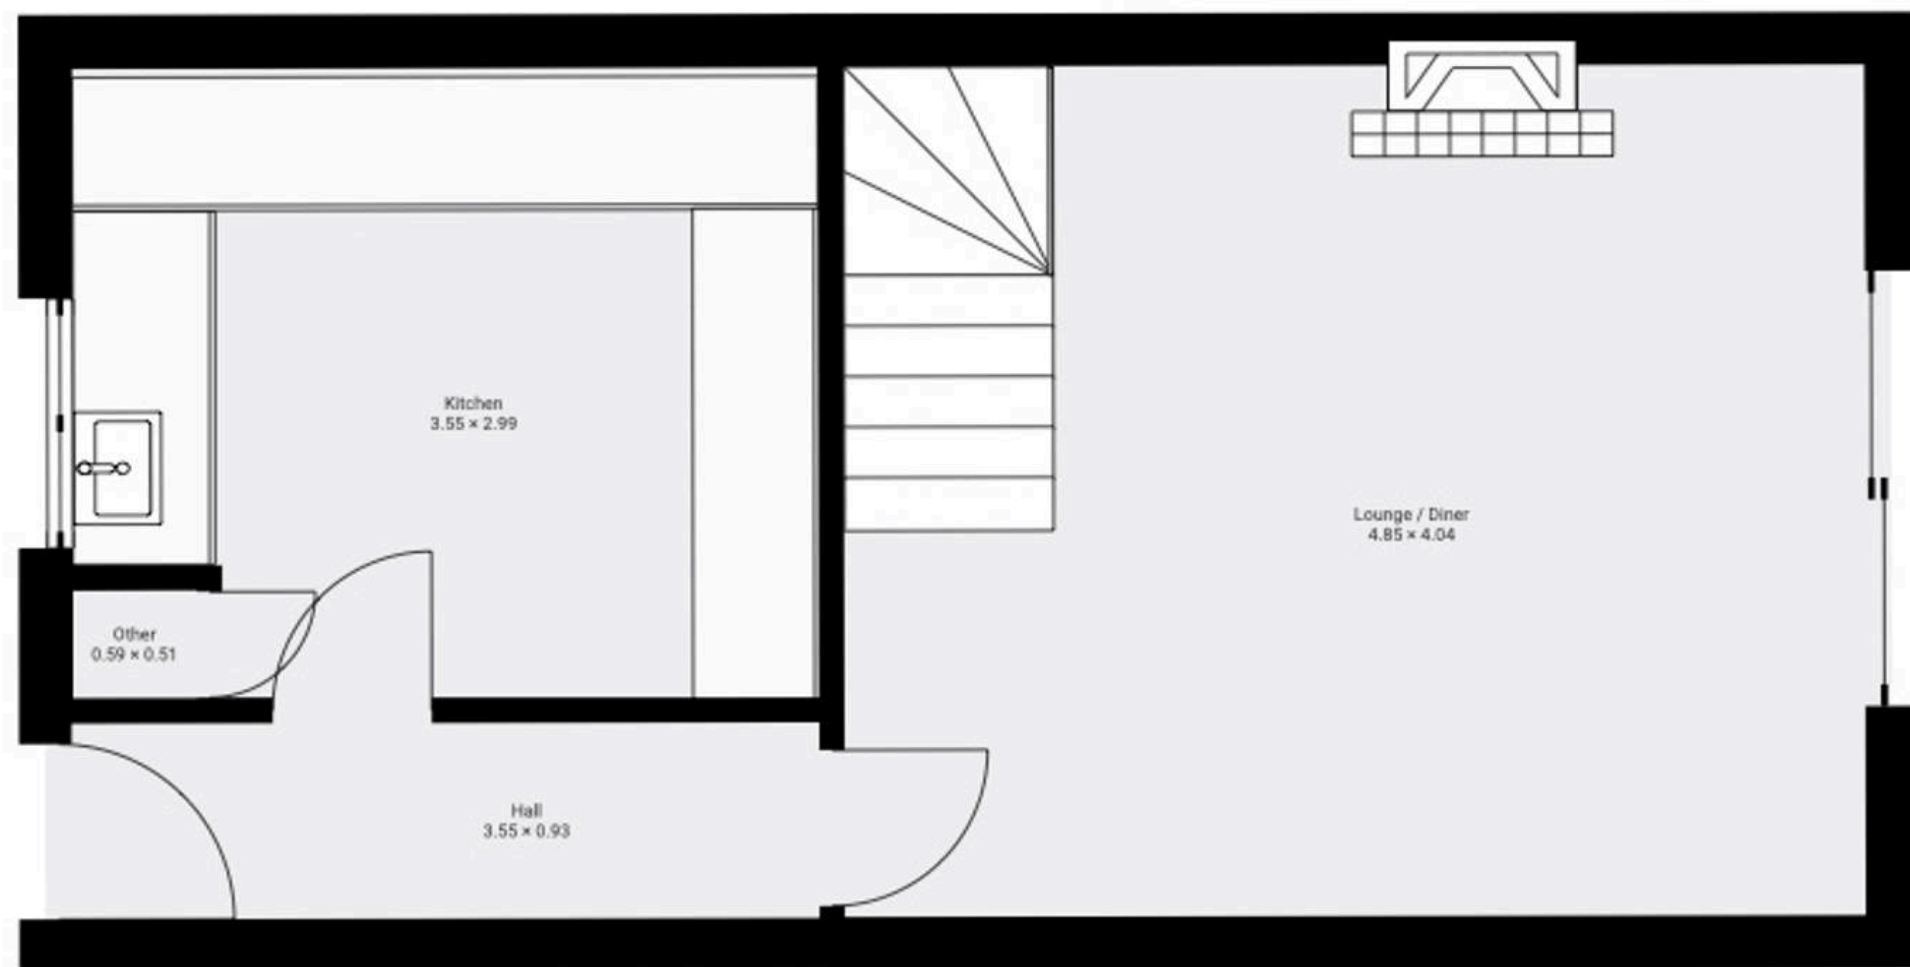 Kitchen
3.55 × 2.99
Lounge / Diner
4.85 × 4.04
Other
0.59 × 0.51
Hall
3.55 × 0.93